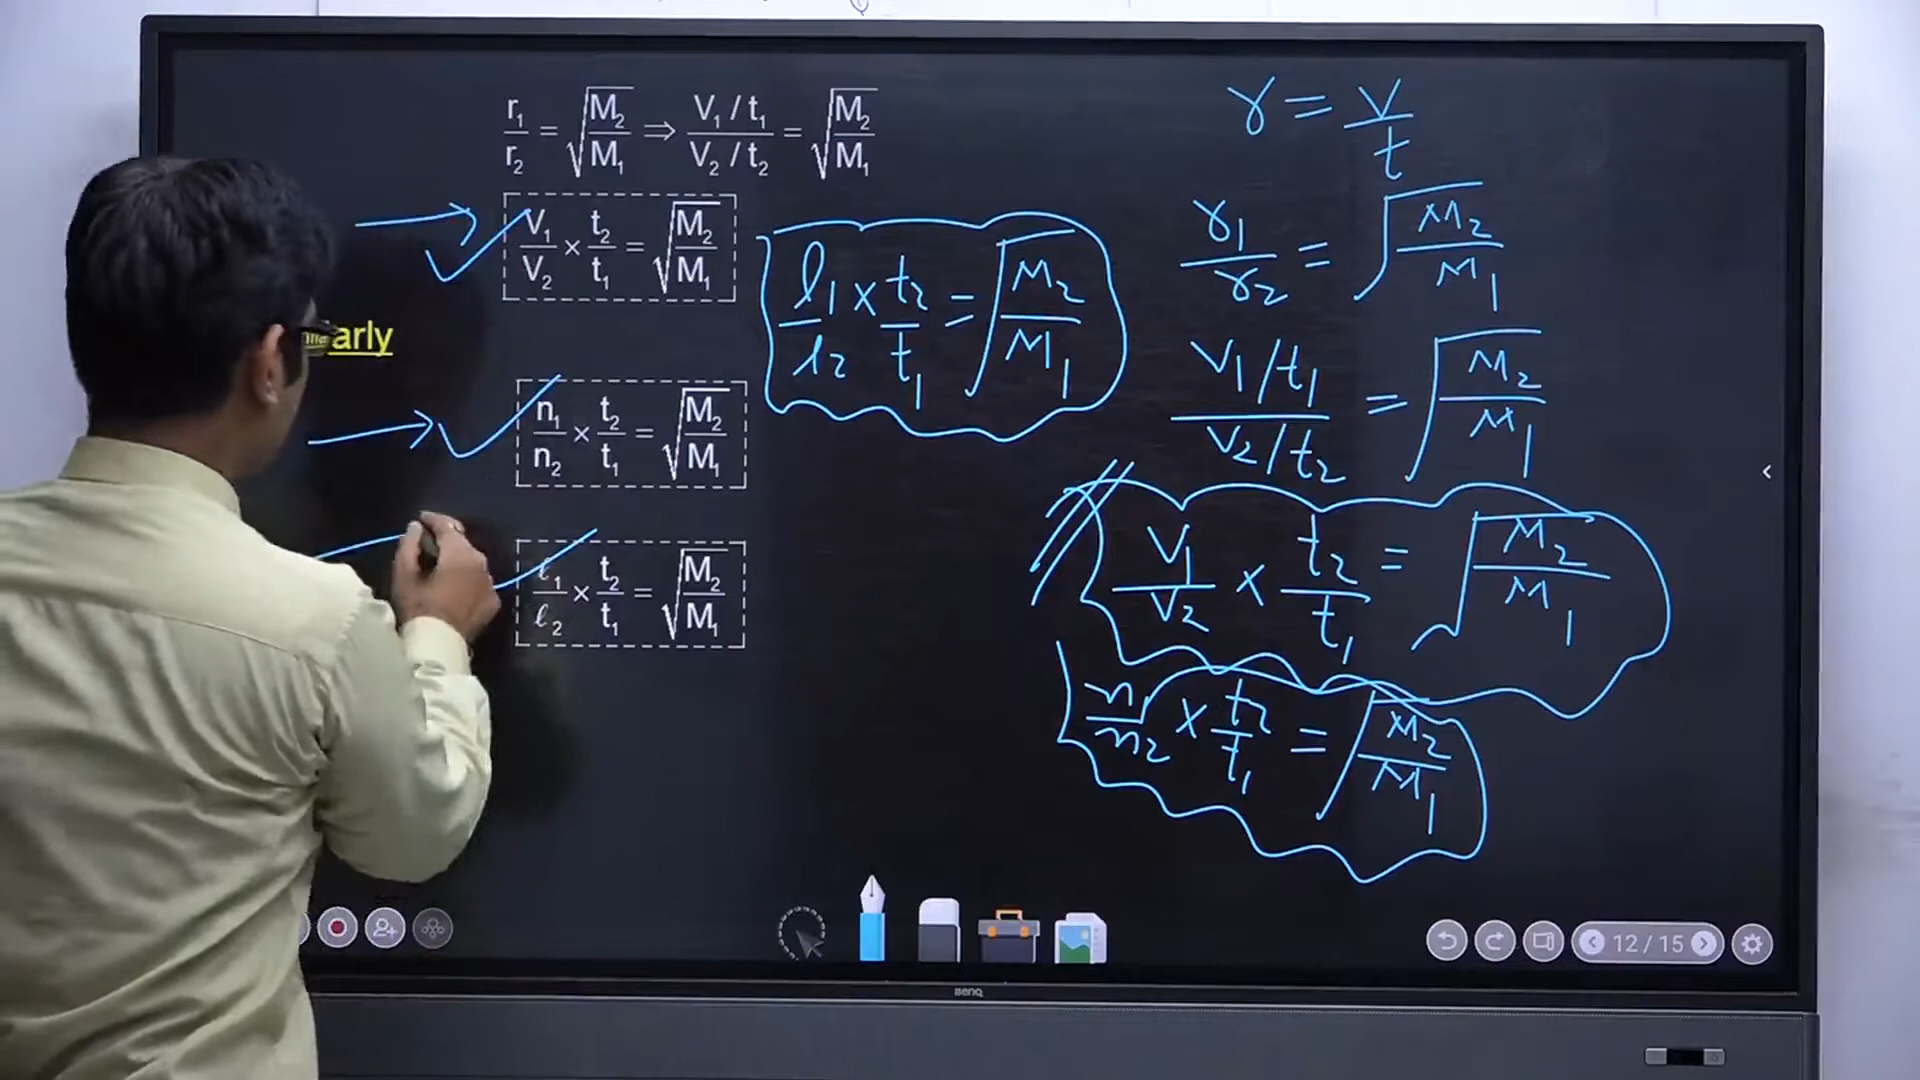 r₁/r₂ = √(M₂/M₁) ⇒ (V₁ / t₁)/(V₂ / t₂) = √(M₂/M₁)
V₁/V₂ × t₂/t₁ = √(M₂/M₁)
arly
n₁/n₂ × t₂/t₁ = √(M₂/M₁)
ℓ₁/ℓ₂ × t₂/t₁ = √(M₂/M₁)
l₁/l₂ × t₂/t₁ = √(M₂/M₁)
r = V/t
r₁/r₂ = √(M₂/M₁)
(V₁/t₁)/(V₂/t₂) = √(M₂/M₁)
V₁/V₂ × t₂/t₁ = √(M₂/M₁)
n₁/n₂ × t₂/t₁ = √(M₂/M₁)
12 / 15
BenQ